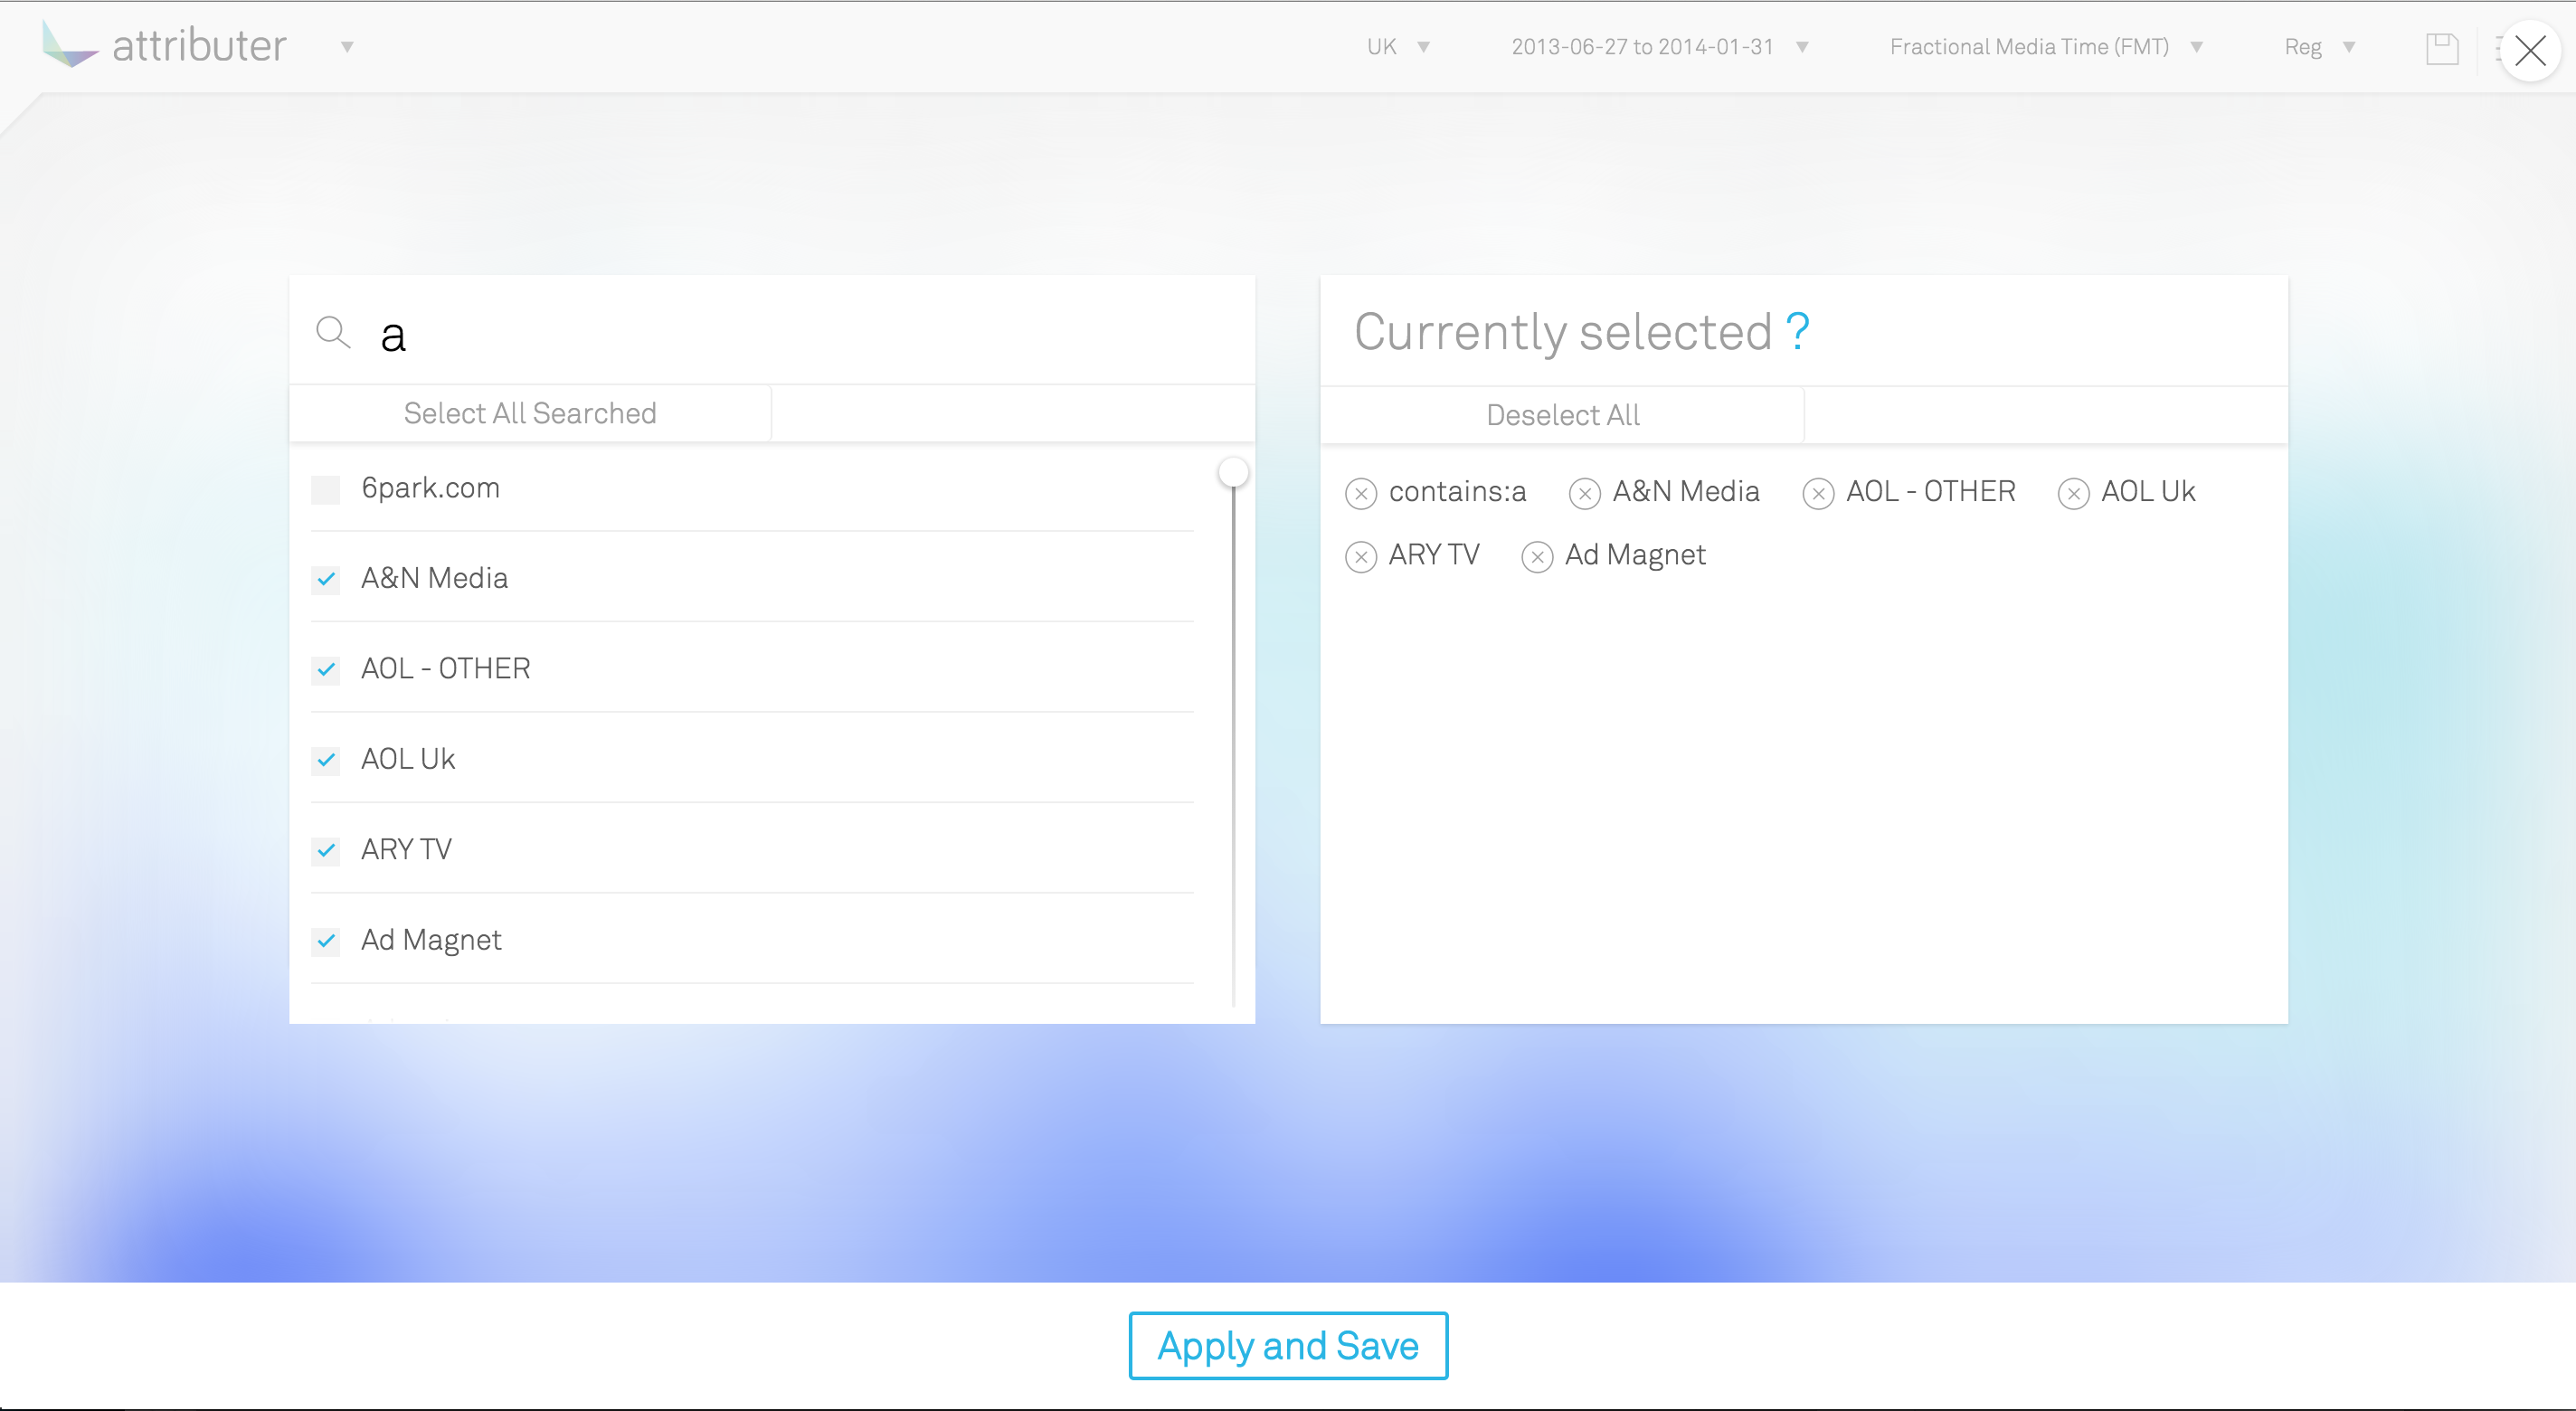 attributer
UK
2013-06-27 to 2014-01-31
Fractional Media Time (FMT)
Reg
a
Select All Searched
6park.com
A&N Media
AOL - OTHER
AOL Uk
ARY TV
Ad Magnet
Currently selected ?
Deselect All
contains:a A&N Media AOL - OTHER AOL Uk
ARY TV Ad Magnet
Apply and Save